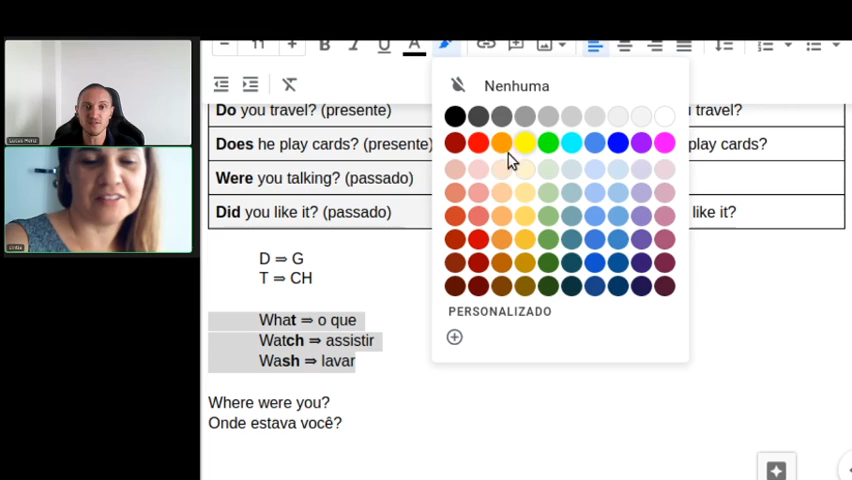 11
B I U A
Nenhuma
Do you travel? (presente)
travel?
Does he play cards? (presente)
play cards?
Were you talking? (passado)
Did you like it? (passado)
like it?
D ⇒ G
T ⇒ CH
PERSONALIZADO
What ⇒ o que
Watch ⇒ assistir
Wash ⇒ lavar
Where were you?
Onde estava você?